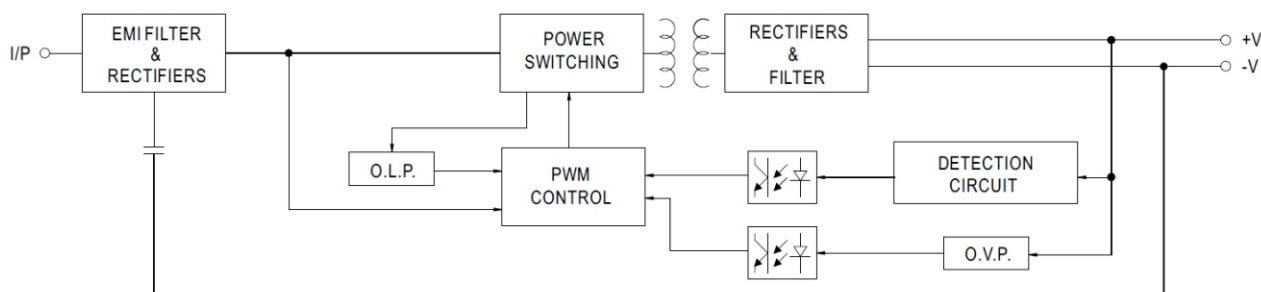 I/P
EMI FILTER
&
RECTIFIERS
POWER
SWITCHING
RECTIFIERS
&
FILTER
+V
-V
O.L.P.
PWM
CONTROL
DETECTION
CIRCUIT
O.V.P.